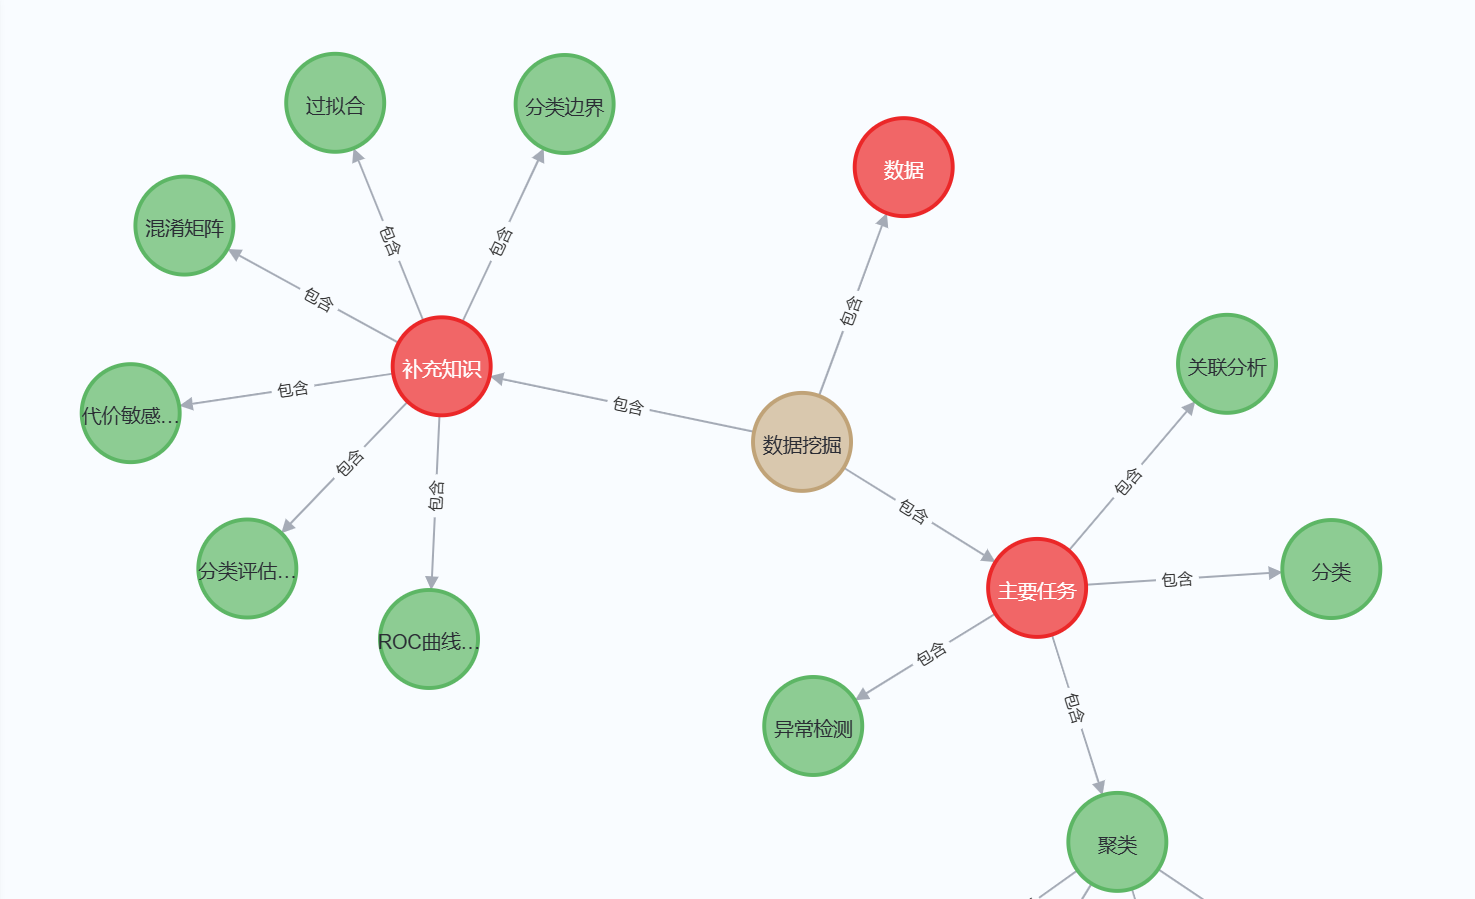 过拟合
分类边界
数据
混淆矩阵
包含
包含
包含
包含
关联分析
补充知识
包含
代价敏感...
包含
数据挖掘
包含
包含
包含
包含
分类评估...
分类
包含
主要任务
ROC曲线...
包含
包含
异常检测
聚类